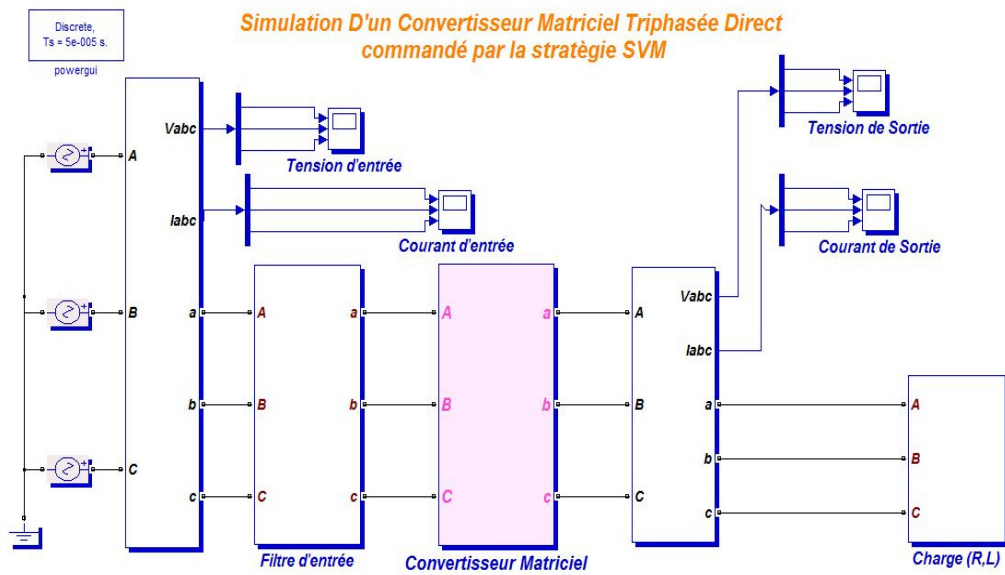 Simulation D'un Convertisseur Matriciel Triphasée Direct
commandé par la stratègie SVM
Discrete,
Ts = 5e-005 s.
powergui
Vabc
Iabc
A
B
C
a
b
c
Tension d'entrée
Courant d'entrée
Tension de Sortie
Courant de Sortie
A
B
C
a
b
c
Filtre d'entrée
A
B
C
a
b
c
Convertisseur Matriciel
A
B
C
Vabc
Iabc
a
b
c
A
B
C
Charge (R,L)